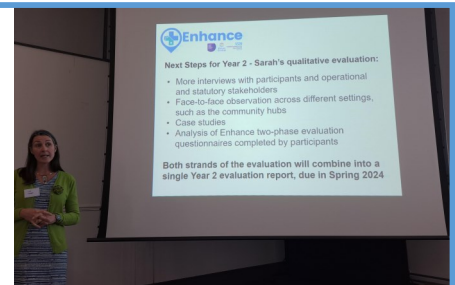 Enhance
Next Steps for Year 2 - Sarah's qualitative evaluation:
• More interviews with participants and operational
and statutory stakeholders
• Face-to-face observation across different settings,
such as the community hubs
• Case studies
• Analysis of Enhance two-phase evaluation
questionnaires completed by participants
Both strands of the evaluation will combine into a
single Year 2 evaluation report, due in Spring 2024